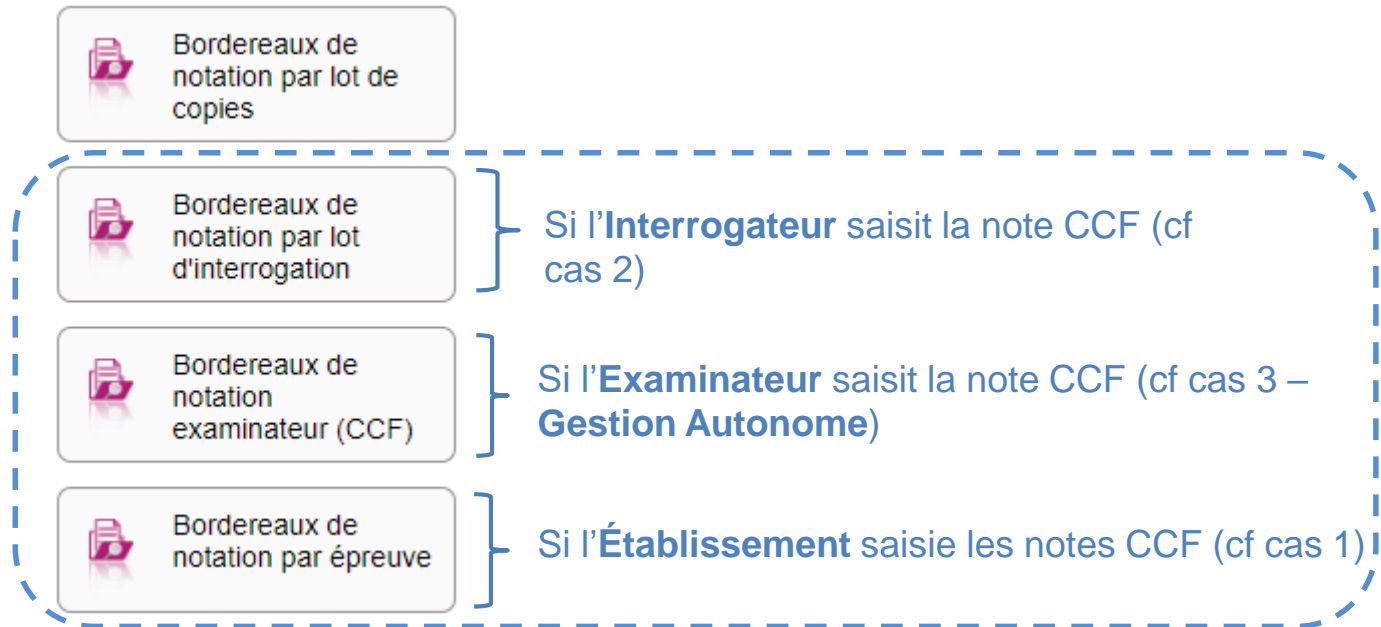 Bordereaux de
notation par lot de
copies
Bordereaux de
notation par lot
d'interrogation
Si l’Interrogateur saisit la note CCF (cf
cas 2)
Bordereaux de
notation
examinateur (CCF)
Si l’Examinateur saisit la note CCF (cf cas 3 –
Gestion Autonome)
Bordereaux de
notation par épreuve
Si l’Établissement saisie les notes CCF (cf cas 1)